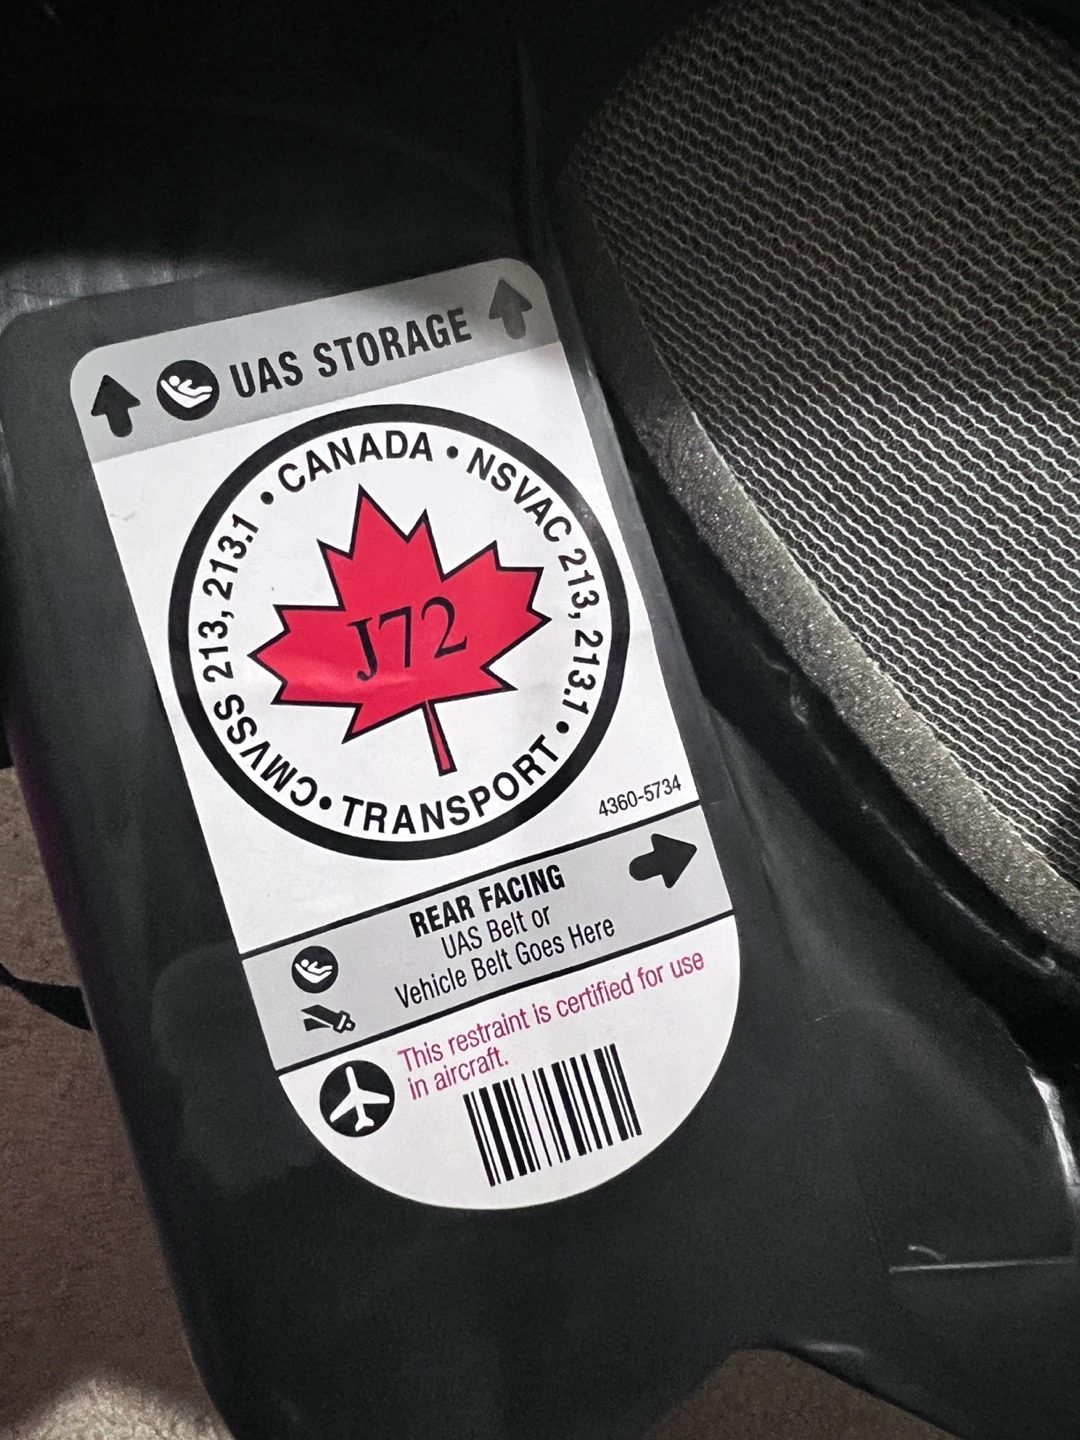 UAS STORAGE
CMVSS 213, 213.1 • CANADA • NSVAC 213, 213.1 • TRANSPORT •
J72
4360-5734
REAR FACING
UAS Belt or
Vehicle Belt Goes Here
This restraint is certified for use
in aircraft.